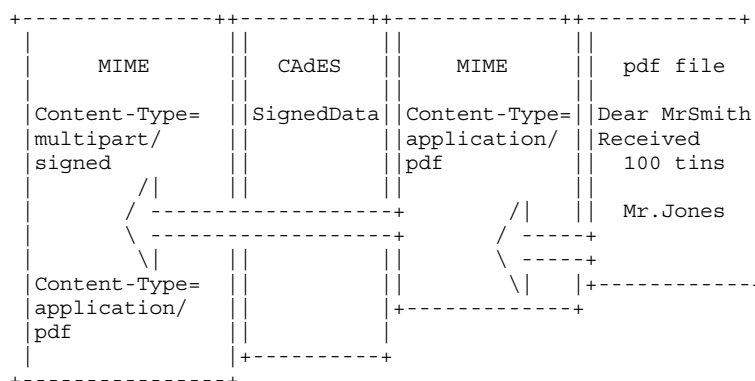 MIME CAdES MIME pdf file
Content-Type= SignedData Content-Type= Dear MrSmith
multipart/ application/ Received
signed pdf 100 tins
Mr.Jones
Content-Type=
application/
pdf